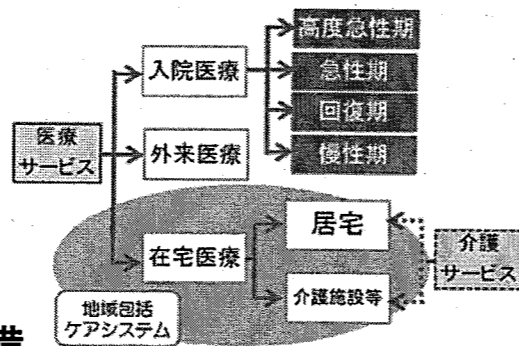 高度急性期
入院医療
急性期
回復期
医療
サービス
外来医療
慢性期
居宅
在宅医療
介護
サービス
介護施設等
地域包括
ケアシステム